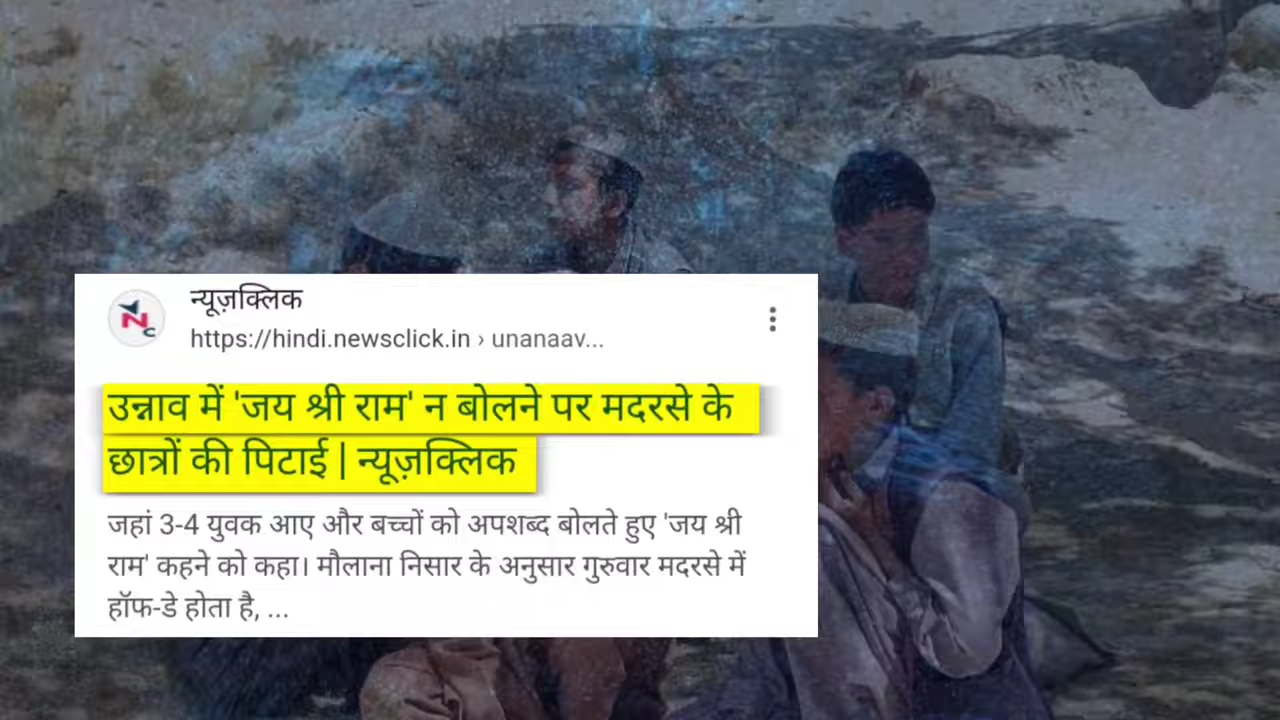 न्यूज़क्लिक
https://hindi.newsclick.in › unanaav...
उन्नाव में 'जय श्री राम' न बोलने पर मदरसे के
छात्रों की पिटाई | न्यूज़क्लिक
जहां 3-4 युवक आए और बच्चों को अपशब्द बोलते हुए 'जय श्री
राम' कहने को कहा। मौलाना निसार के अनुसार गुरुवार मदरसे में
हॉफ-डे होता है, ...
NC